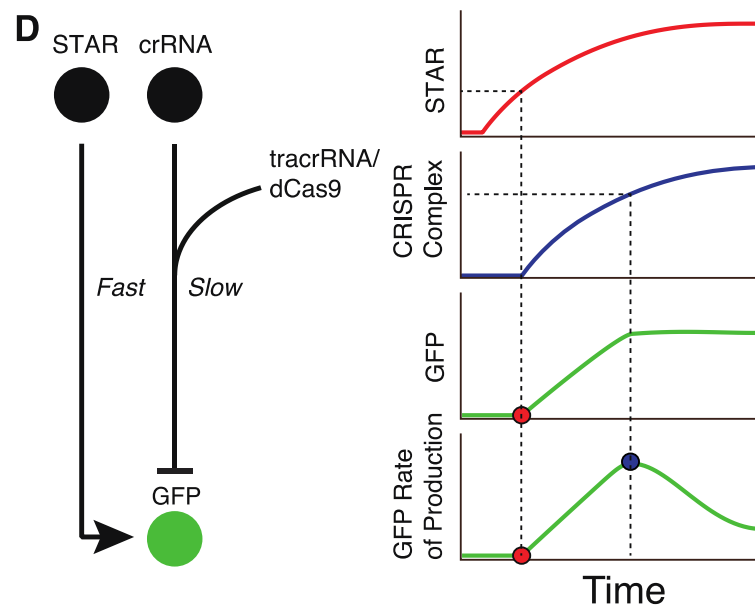 D
STAR crRNA
tracrRNA/
dCas9
Fast
Slow
GFP
STAR
CRISPR
Complex
GFP
GFP Rate
of Production
Time